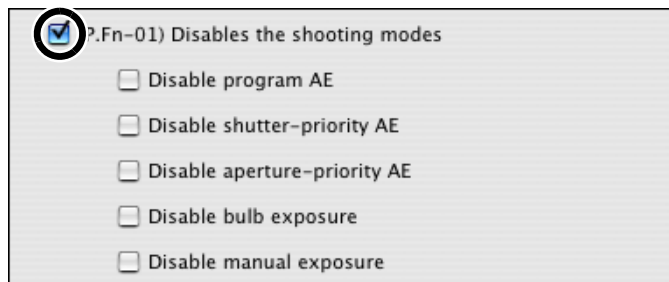 P.Fn-01) Disables the shooting modes
Disable program AE
Disable shutter-priority AE
Disable aperture-priority AE
Disable bulb exposure
Disable manual exposure